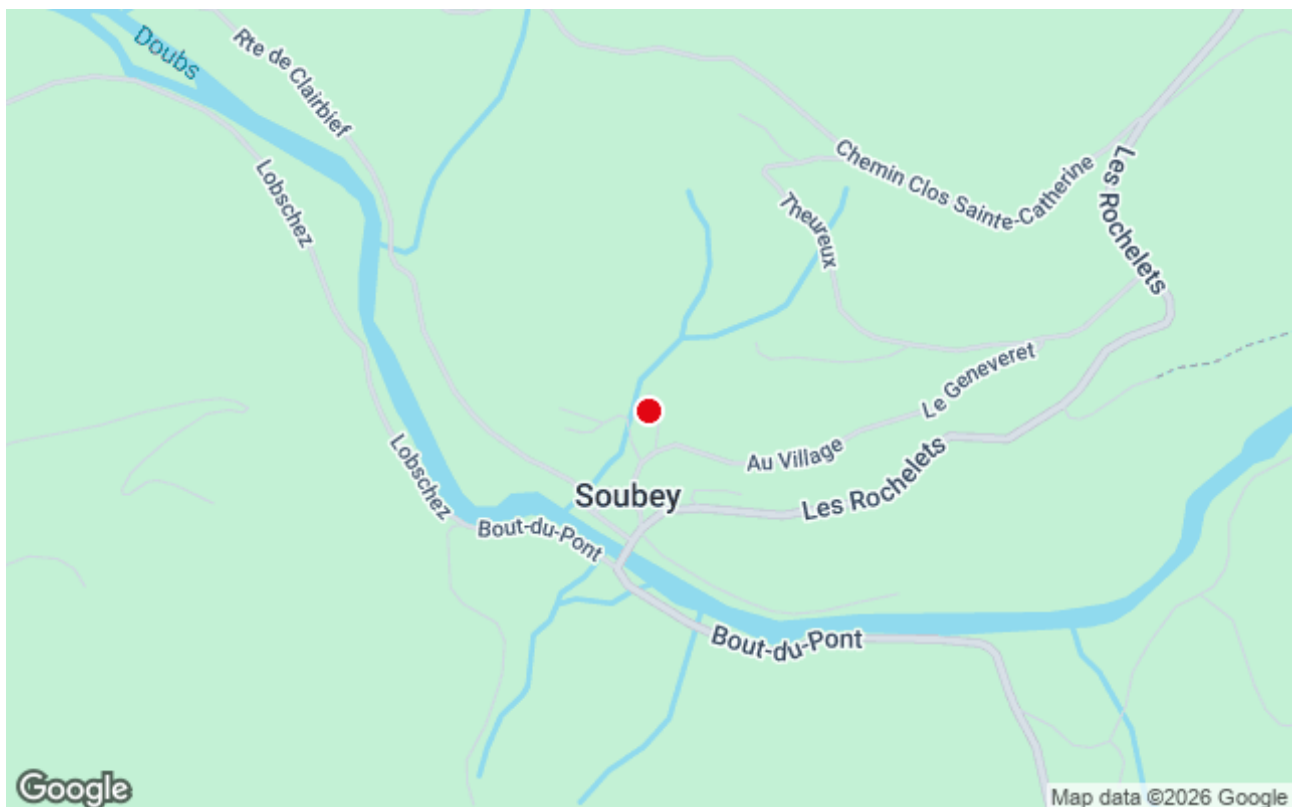 Doubs
Rte de Clairbief
Lobschez
Chemin Clos Sainte-Catherine
Les Rochelets
Theureux
Le Geneveret
Lobschez
Au Village
Les Rochelets
Soubey
Bout-du-Pont
Bout-du-Pont
Google
Map data ©2026 Google